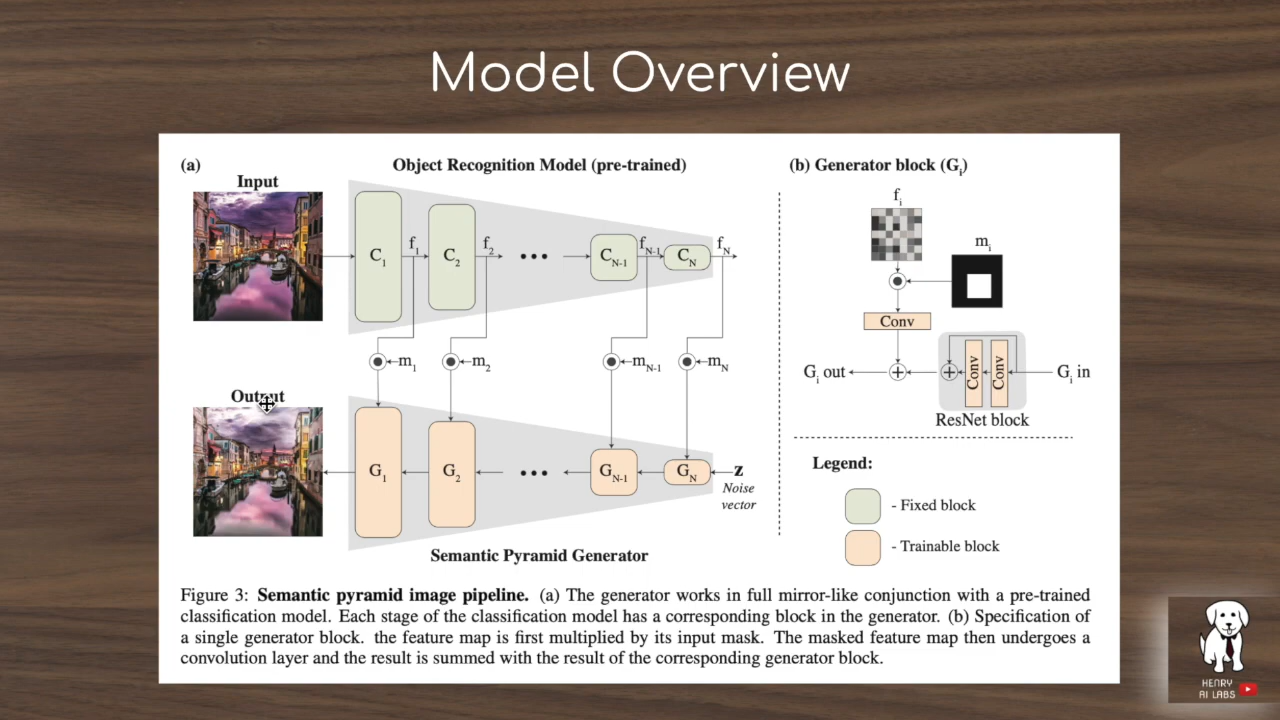 Model Overview
(a)
Object Recognition Model (pre-trained)
Input
C1
f1
C2
f2
•••
CN-1
fN-1
CN
fN
m1
m2
mN-1
mN
Output
G1
G2
•••
GN-1
GN
z
Noise
vector
Semantic Pyramid Generator
(b) Generator block (Gi)
fi
mi
Conv
Gi out
+
+
Conv
Conv
Gi in
ResNet block
Legend:
- Fixed block
- Trainable block
Figure 3: Semantic pyramid image pipeline. (a) The generator works in full mirror-like conjunction with a pre-trained
classification model. Each stage of the classification model has a corresponding block in the generator. (b) Specification of
a single generator block. the feature map is first multiplied by its input mask. The masked feature map then undergoes a
convolution layer and the result is summed with the result of the corresponding generator block.
HENRY
AI LABS